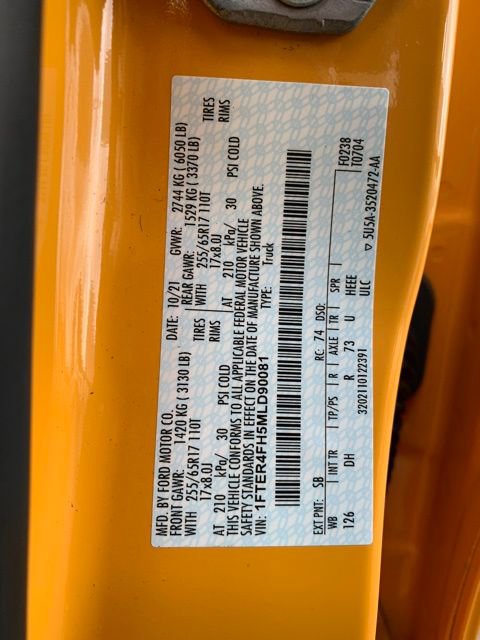 MFD. BY FORD MOTOR CO.
DATE: 10/21 GVWR: 2744 KG ( 6050 LB)
FRONT GAWR: 1420 KG ( 3130 LB) REAR GAWR: 1529 KG ( 3370 LB)
WITH 255/65R17 110T TIRES WITH 255/65R17 110T TIRES
17x8.0J RIMS 17x8.0J RIMS
AT 210 kPa/ 30 PSI COLD AT 210 kPa/ 30 PSI COLD
THIS VEHICLE CONFORMS TO ALL APPLICABLE FEDERAL MOTOR VEHICLE
SAFETY STANDARDS IN EFFECT ON THE DATE OF MANUFACTURE SHOWN ABOVE.
VIN: 1FTER4FH5MLD90081 TYPE: Truck
F0238
T0704
EXT PNT: SB RC: 74 DSO:
WB INT TR TP/PS R AXLE TR SPR
126 DH R 73 U HEEE
ULC
3202110122391 ▽ 5U5A-3520472-AA